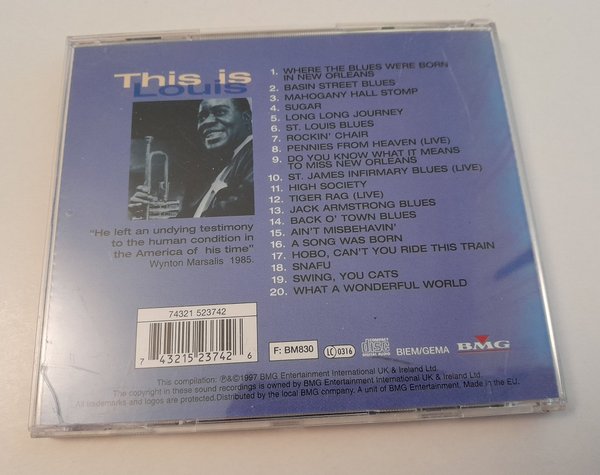 This is
Louis
1. WHERE THE BLUES WERE BORN
IN NEW ORLEANS
2. BASIN STREET BLUES
3. MAHOGANY HALL STOMP
4. SUGAR
5. LONG LONG JOURNEY
6. ST. LOUIS BLUES
7. ROCKIN' CHAIR
8. PENNIES FROM HEAVEN (LIVE)
9. DO YOU KNOW WHAT IT MEANS
TO MISS NEW ORLEANS
10. ST. JAMES INFIRMARY BLUES (LIVE)
11. HIGH SOCIETY
12. TIGER RAG (LIVE)
13. JACK ARMSTRONG BLUES
14. BACK O' TOWN BLUES
15. AIN'T MISBEHAVIN'
16. A SONG WAS BORN
17. HOBO, CAN'T YOU RIDE THIS TRAIN
18. SNAFU
19. SWING, YOU CATS
20. WHAT A WONDERFUL WORLD
"He left an undying testimony
to the human condition in
the America of his time"
Wynton Marsalis 1985.
74321 523742
7 43215 23742 6
F: BM830
LC 0316
COMPACT
disc
DIGITAL AUDIO
BIEM/GEMA
BMG
This compilation: ℗&©1997 BMG Entertainment International UK & Ireland Ltd.
The copyright in these sound recordings is owned by BMG Entertainment International UK & Ireland Ltd.
All trademarks and logos are protected.Distributed by the local BMG company. A unit of BMG Entertainment. Made in the EU.